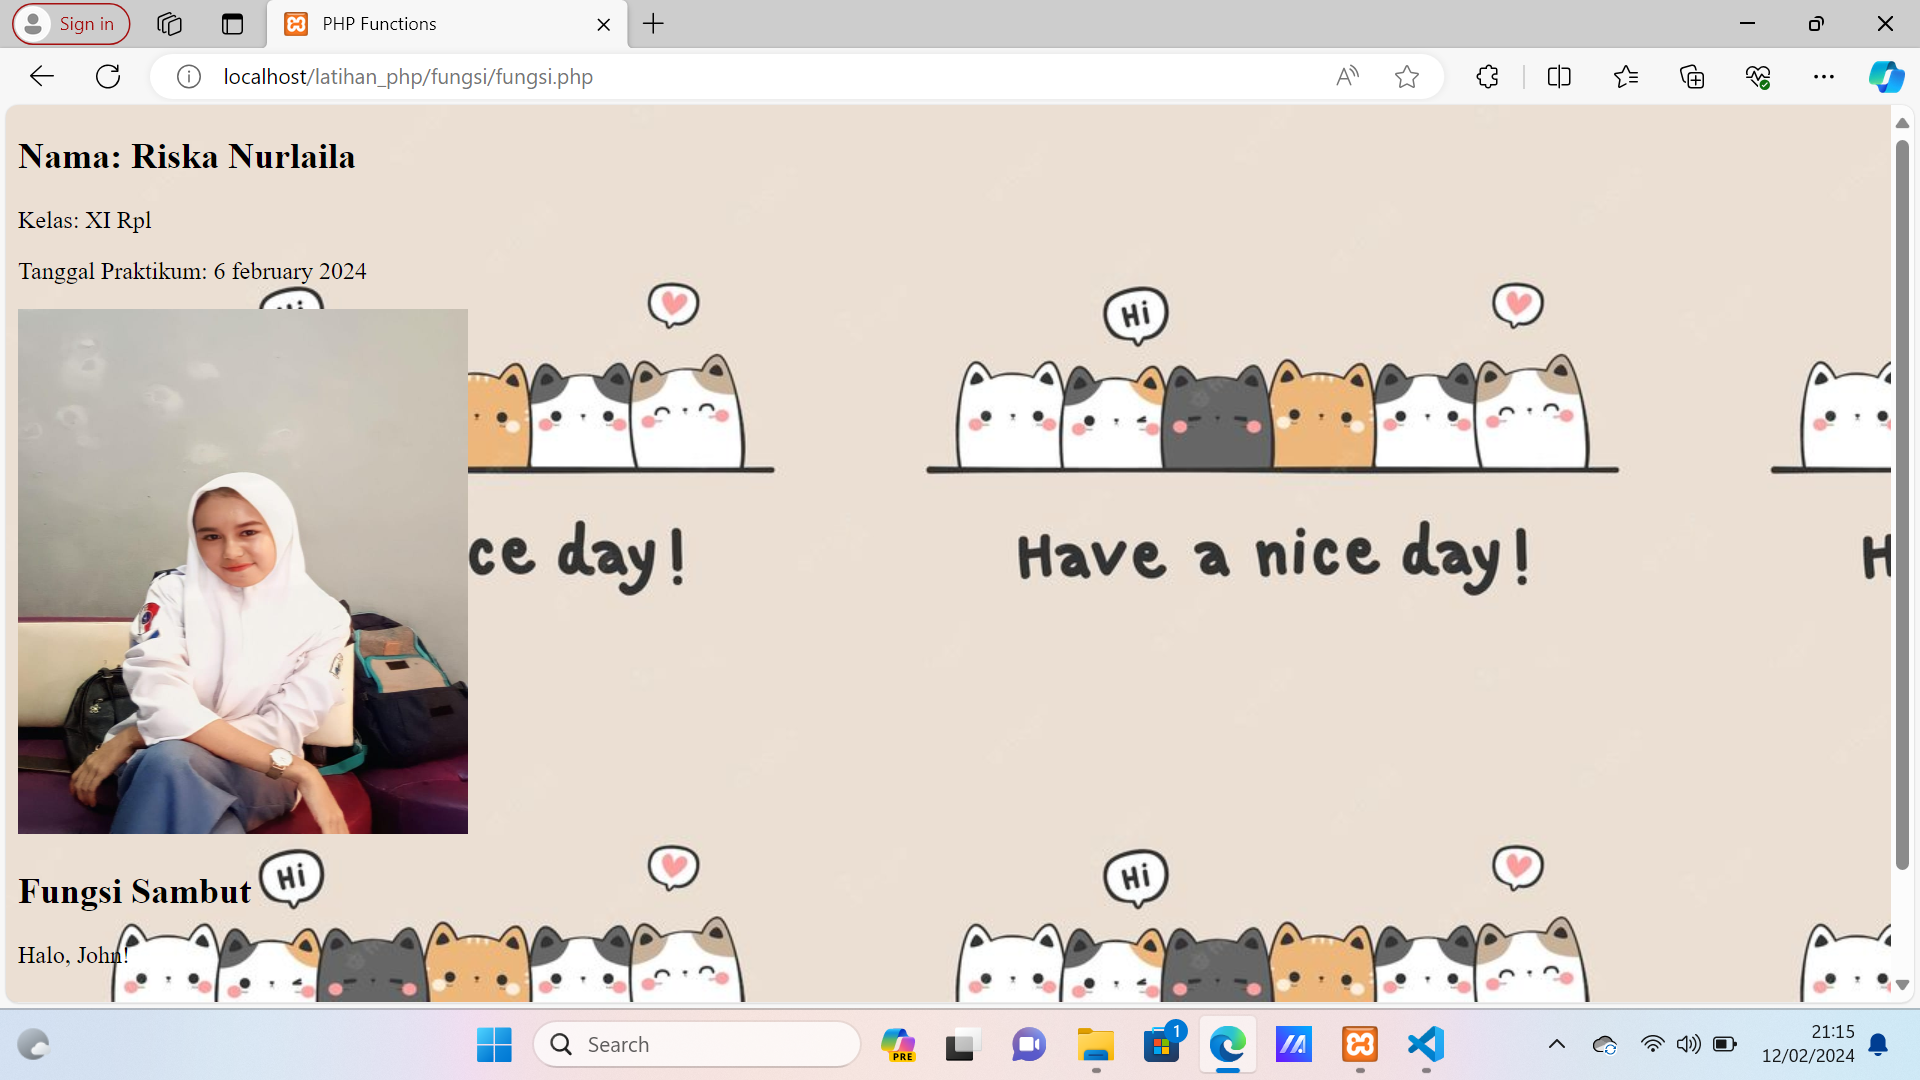 Sign in
PHP Functions
localhost/latihan_php/fungsi/fungsi.php
Nama: Riska Nurlaila
Kelas: XI Rpl
Tanggal Praktikum: 6 february 2024
Hi
Hi
ce day!
Have a nice day!
H
Hi
Hi
Fungsi Sambut
Halo, John!
Search
PRE
1
21:15
12/02/2024